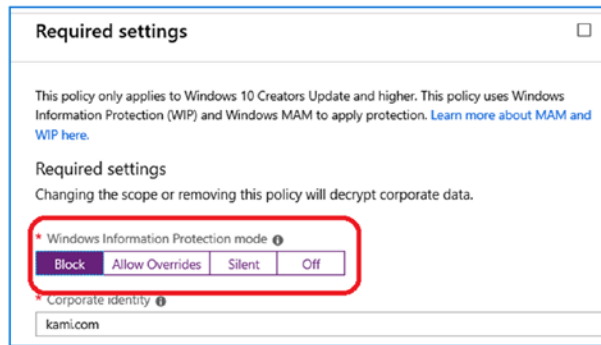 Required settings
This policy only applies to Windows 10 Creators Update and higher. This policy uses Windows
Information Protection (WIP) and Windows MAM to apply protection. Learn more about MAM and
WIP here.
Required settings
Changing the scope or removing this policy will decrypt corporate data.
* Windows Information Protection mode
Block Allow Overrides Silent Off
* Corporate identity
kami.com